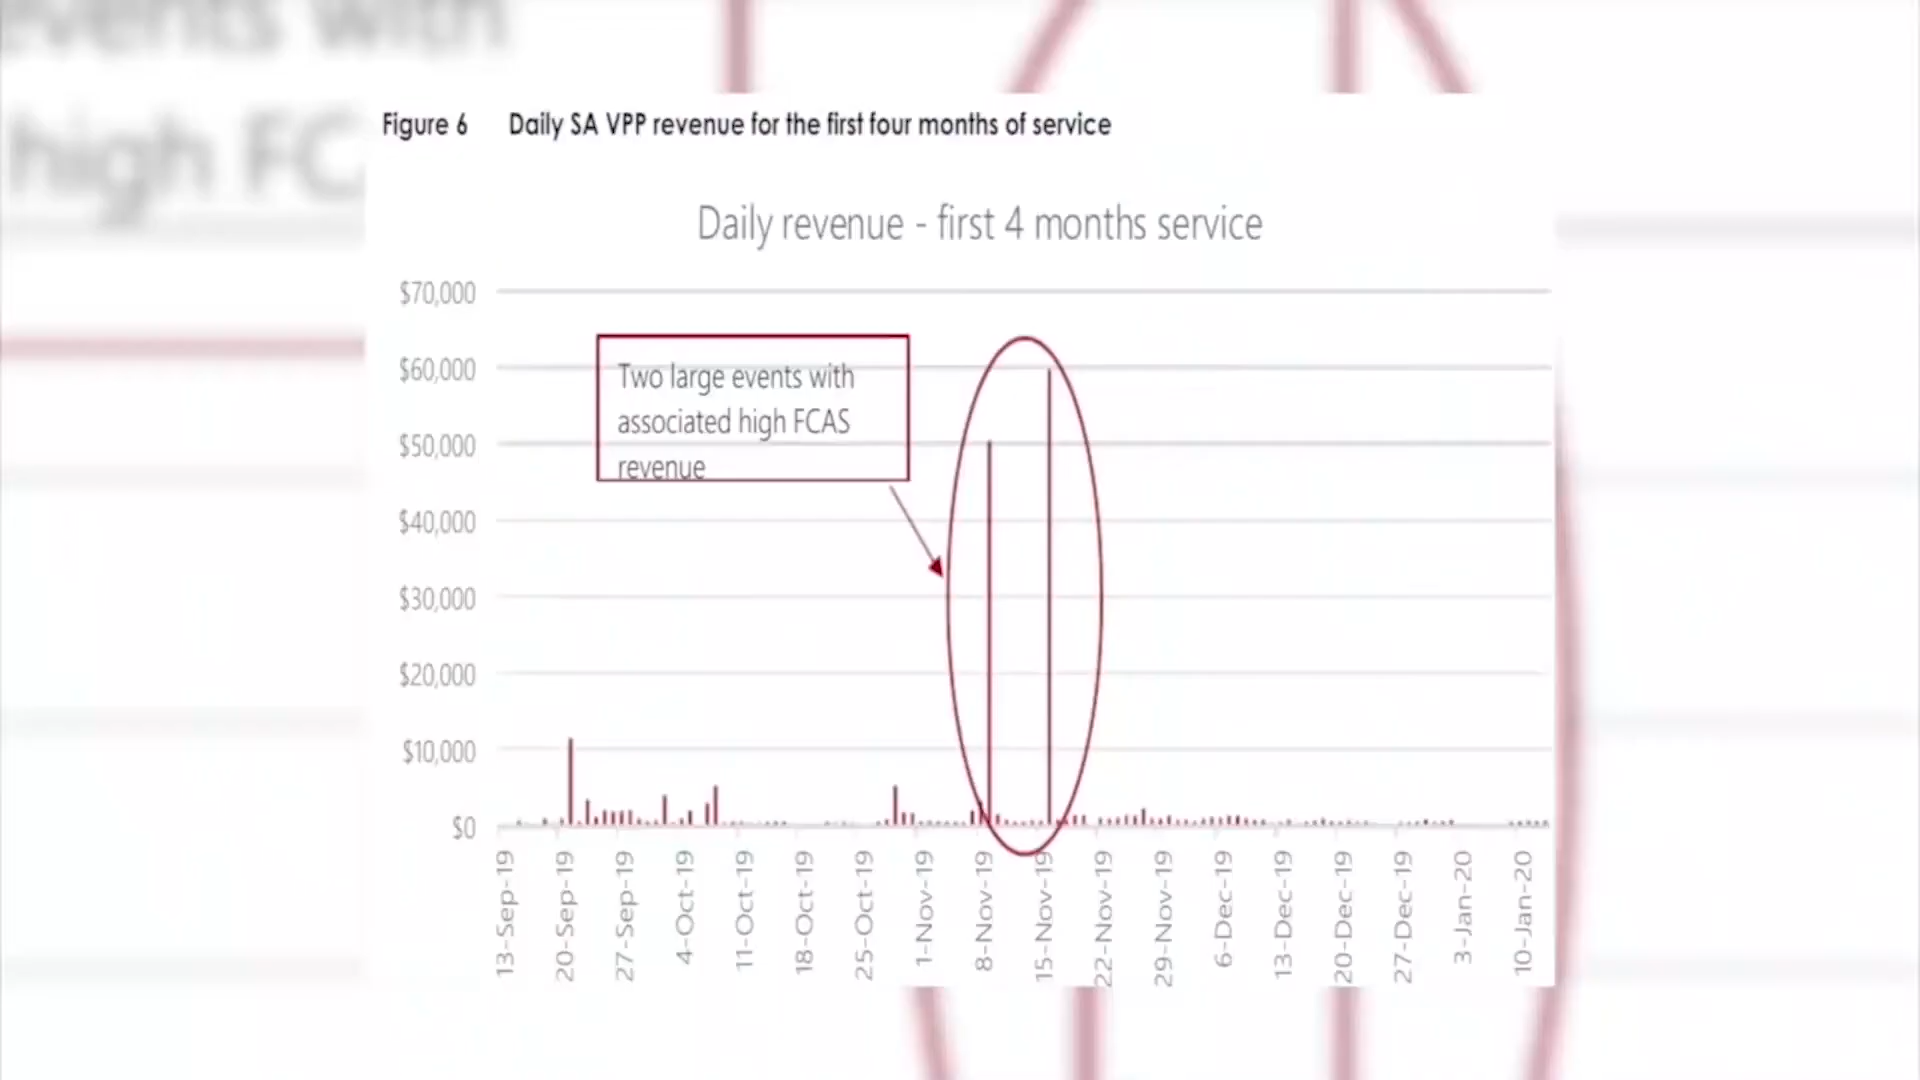 events with
high FC
Figure 6 Daily SA VPP revenue for the first four months of service
Daily revenue - first 4 months service
$70,000
$60,000
$50,000
$40,000
$30,000
$20,000
$10,000
$0
Two large events with
associated high FCAS
revenue
13-Sep-19
20-Sep-19
27-Sep-19
4-Oct-19
11-Oct-19
18-Oct-19
25-Oct-19
1-Nov-19
8-Nov-19
15-Nov-19
22-Nov-19
29-Nov-19
6-Dec-19
13-Dec-19
20-Dec-19
27-Dec-19
3-Jan-20
10-Jan-20